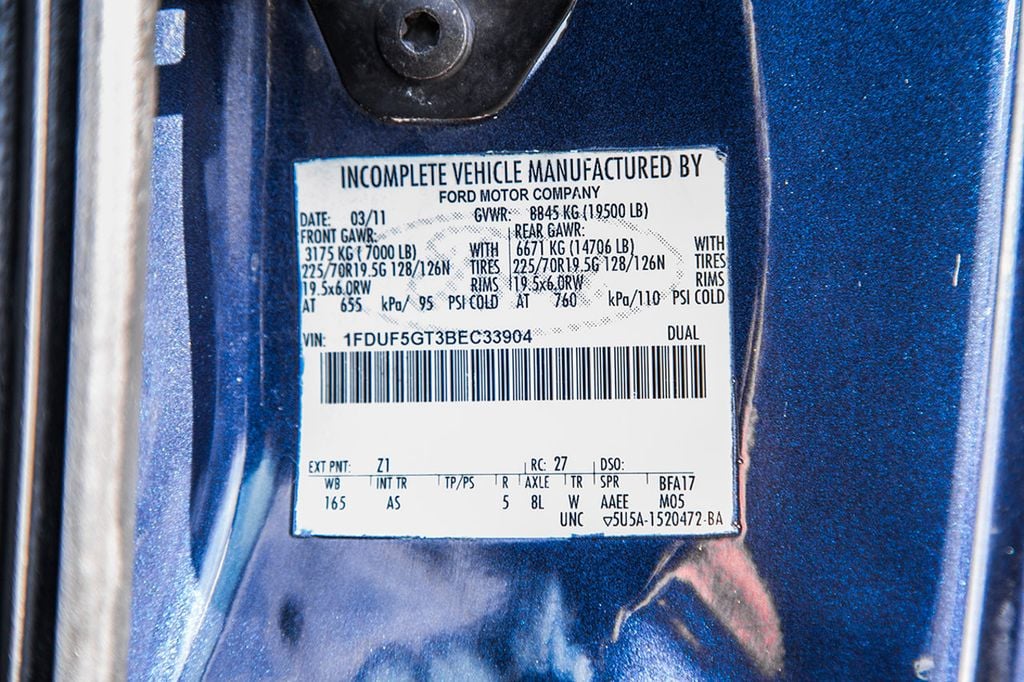 INCOMPLETE VEHICLE MANUFACTURED BY
FORD MOTOR COMPANY
DATE: 03/11 GVWR: 8845 KG (19500 LB)
FRONT GAWR: REAR GAWR:
3175 KG ( 7000 LB) WITH 6671 KG (14706 LB) WITH
225/70R19.5G 128/126N TIRES 225/70R19.5G 128/126N TIRES
19.5x6.0RW RIMS 19.5x6.0RW RIMS
AT 655 kPa/ 95 PSI COLD AT 760 kPa/110 PSI COLD
VIN: 1FDUF5GT3BEC33904 DUAL
EXT PNT: Z1 RC: 27 DSO:
WB INT TR TP/PS R AXLE TR SPR BFA17
165 AS 5 8L W AAEE M05
UNC ▽5U5A-1520472-BA